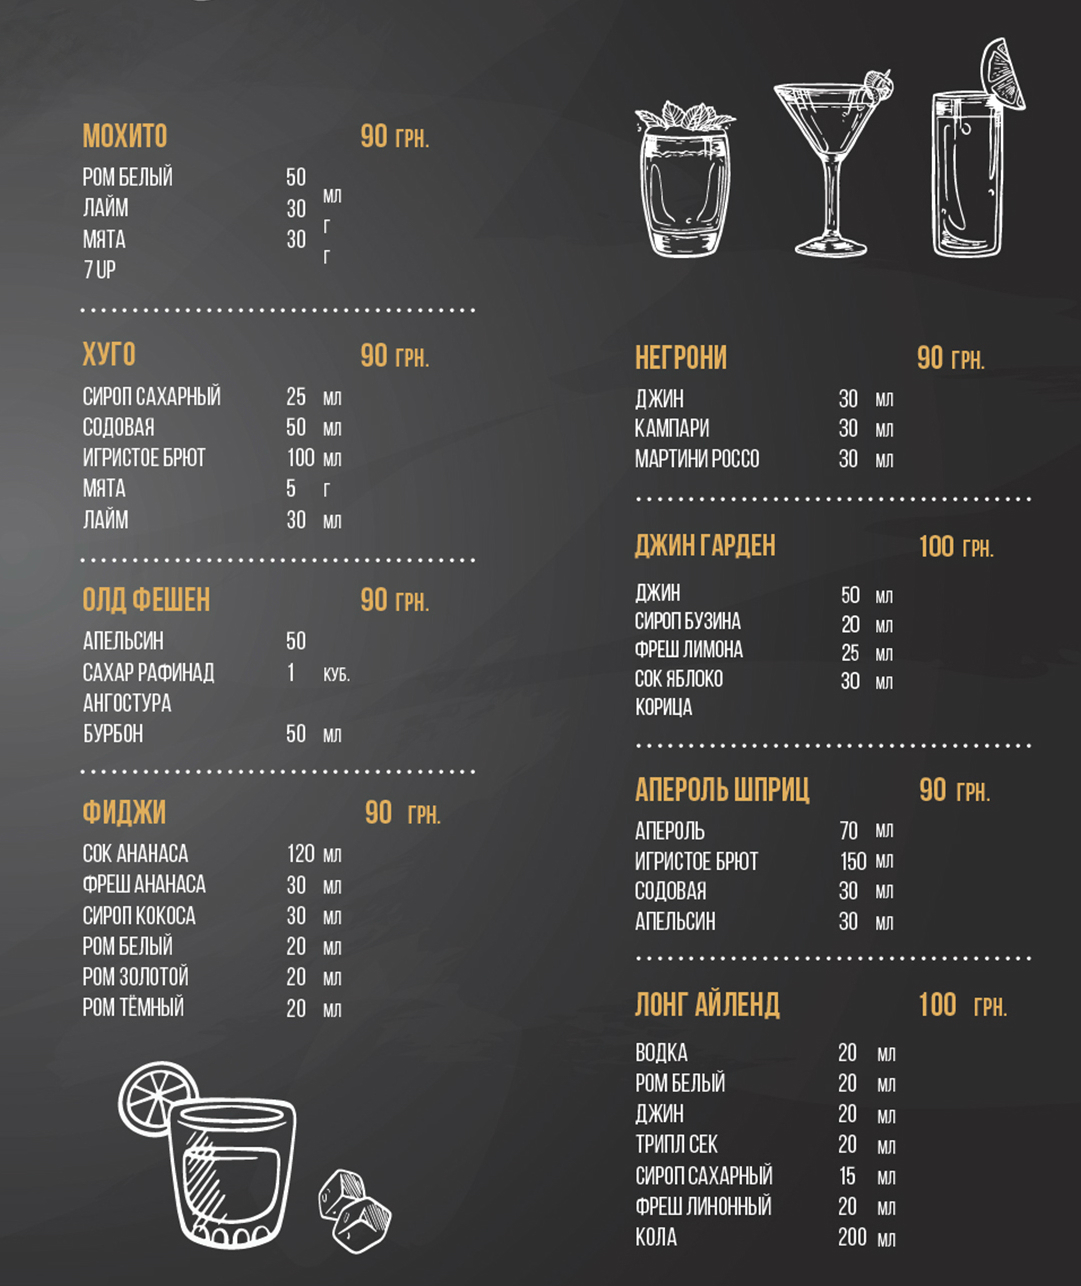 МОХИТО 90 ГРН.
РОМ БЕЛЫЙ 50 МЛ
ЛАЙМ 30 Г
МЯТА 30 Г
7 UP
ХУГО 90 ГРН.
СИРОП САХАРНЫЙ 25 МЛ
СОДОВАЯ 50 МЛ
ИГРИСТОЕ БРЮТ 100 МЛ
МЯТА 5 Г
ЛАЙМ 30 МЛ
ОЛД ФЕШЕН 90 ГРН.
АПЕЛЬСИН 50
САХАР РАФИНАД 1 КУБ.
АНГОСТУРА
БУРБОН 50 МЛ
ФИДЖИ 90 ГРН.
СОК АНАНАСА 120 МЛ
ФРЕШ АНАНАСА 30 МЛ
СИРОП КОКОСА 30 МЛ
РОМ БЕЛЫЙ 20 МЛ
РОМ ЗОЛОТОЙ 20 МЛ
РОМ ТЁМНЫЙ 20 МЛ
НЕГРОНИ 90 ГРН.
ДЖИН 30 МЛ
КАМПАРИ 30 МЛ
МАРТИНИ РОССО 30 МЛ
ДЖИН ГАРДЕН 100 ГРН.
ДЖИН 50 МЛ
СИРОП БУЗИНА 20 МЛ
ФРЕШ ЛИМОНА 25 МЛ
СОК ЯБЛОКО 30 МЛ
КОРИЦА
АПЕРОЛЬ ШПРИЦ 90 ГРН.
АПЕРОЛЬ 70 МЛ
ИГРИСТОЕ БРЮТ 150 МЛ
СОДОВАЯ 30 МЛ
АПЕЛЬСИН 30 МЛ
ЛОНГ АЙЛЕНД 100 ГРН.
ВОДКА 20 МЛ
РОМ БЕЛЫЙ 20 МЛ
ДЖИН 20 МЛ
ТРИПЛ СЕК 20 МЛ
СИРОП САХАРНЫЙ 15 МЛ
ФРЕШ ЛИНОННЫЙ 20 МЛ
КОЛА 200 МЛ